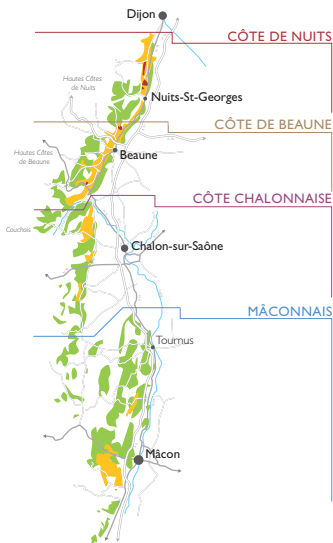 Dijon
CÔTE DE NUITS
Hautes Côtes
de Nuits
Nuits-St-Georges
CÔTE DE BEAUNE
Hautes Côtes
de Beaune
Beaune
CÔTE CHALONNAISE
Couchois
Chalon-sur-Saône
MÂCONNAIS
Tournus
Mâcon